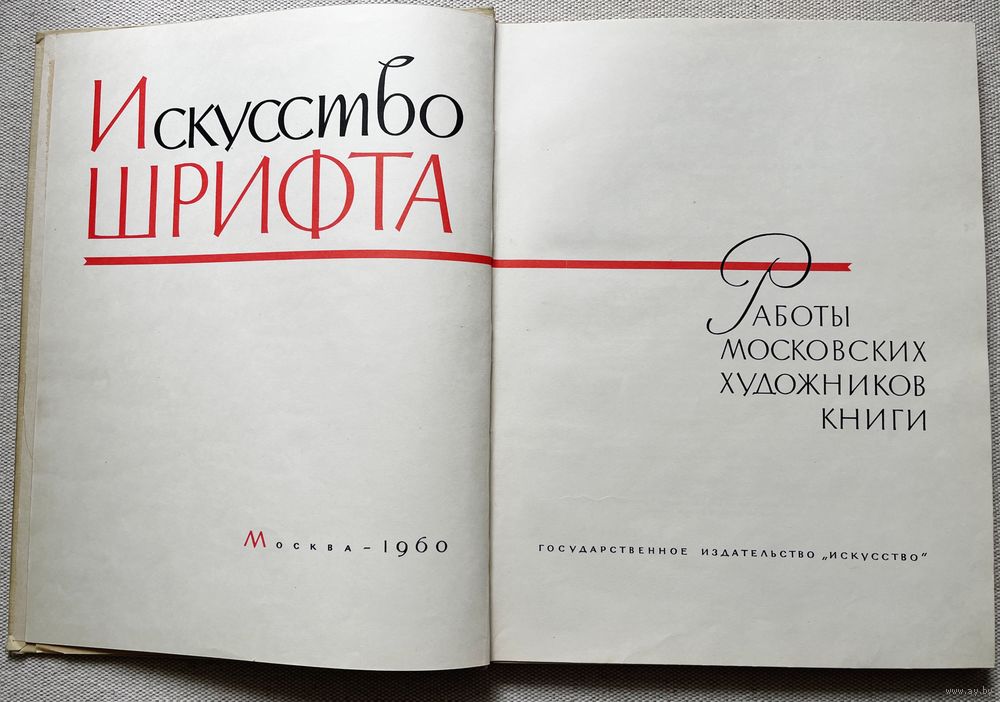 Искусство
ШРИФТА
Москва – 1960
Работы
московских
художников
книги
ГОСУДАРСТВЕННОЕ ИЗДАТЕЛЬСТВО „ИСКУССТВО"
www.ay.by